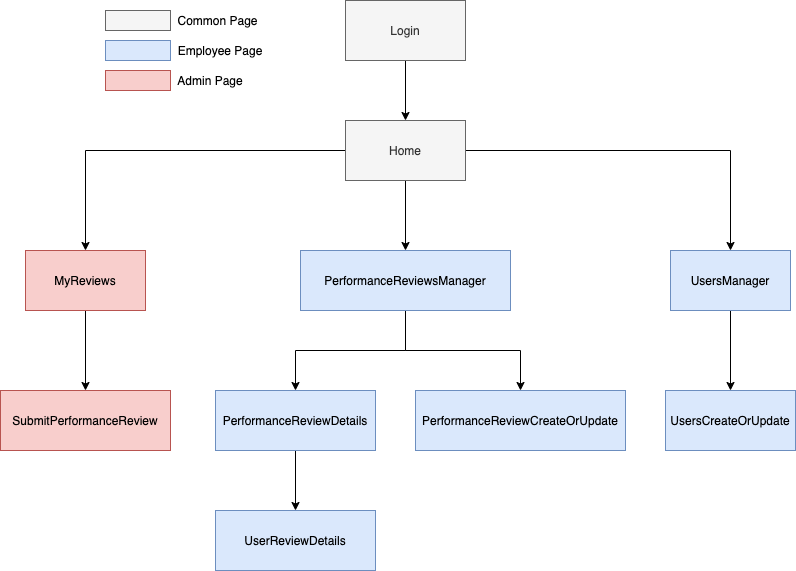 Common Page
Employee Page
Admin Page
Login
Home
MyReviews
PerformanceReviewsManager
UsersManager
SubmitPerformanceReview
PerformanceReviewDetails
PerformanceReviewCreateOrUpdate
UsersCreateOrUpdate
UserReviewDetails